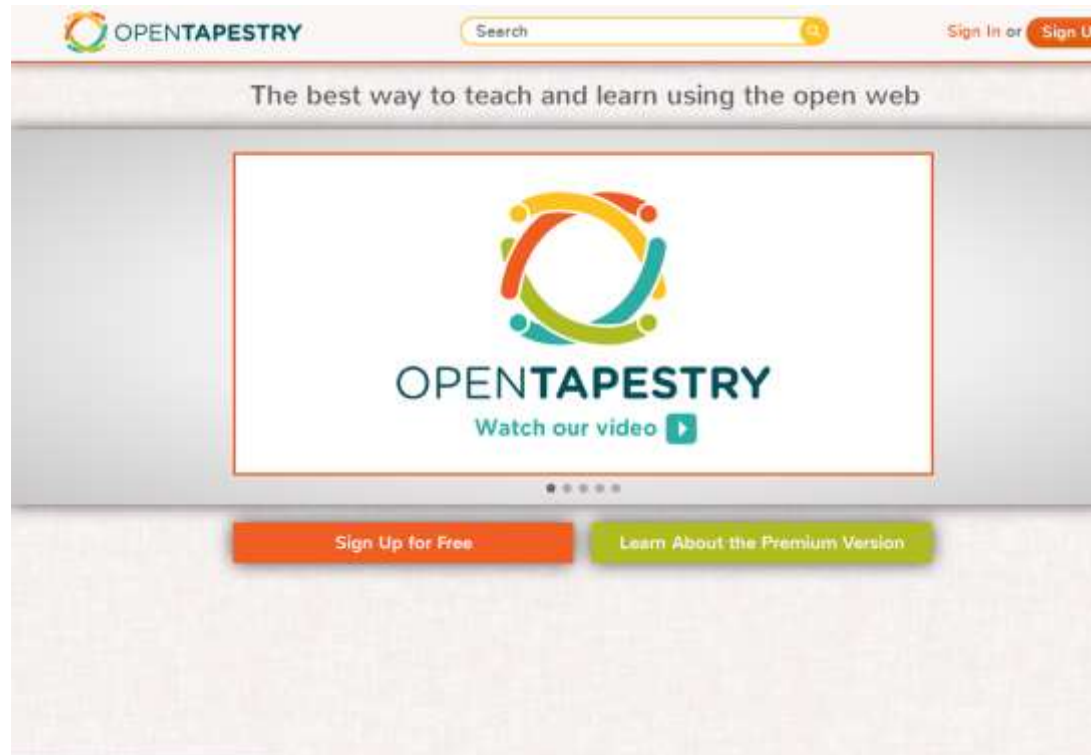 OPENTAPESTRY
Search
Sign In or Sign U
The best way to teach and learn using the open web
OPENTAPESTRY
Watch our video
Sign Up for Free
Learn About the Premium Version